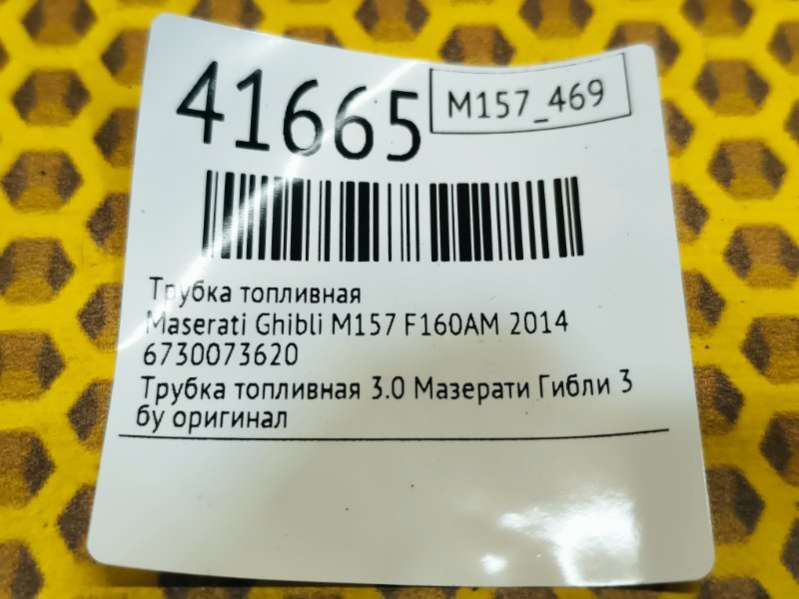 41665
M157_469
Трубка топливная
Maserati Ghibli M157 F160AM 2014
6730073620
Трубка топливная 3.0 Мазерати Гибли 3
бу оригинал